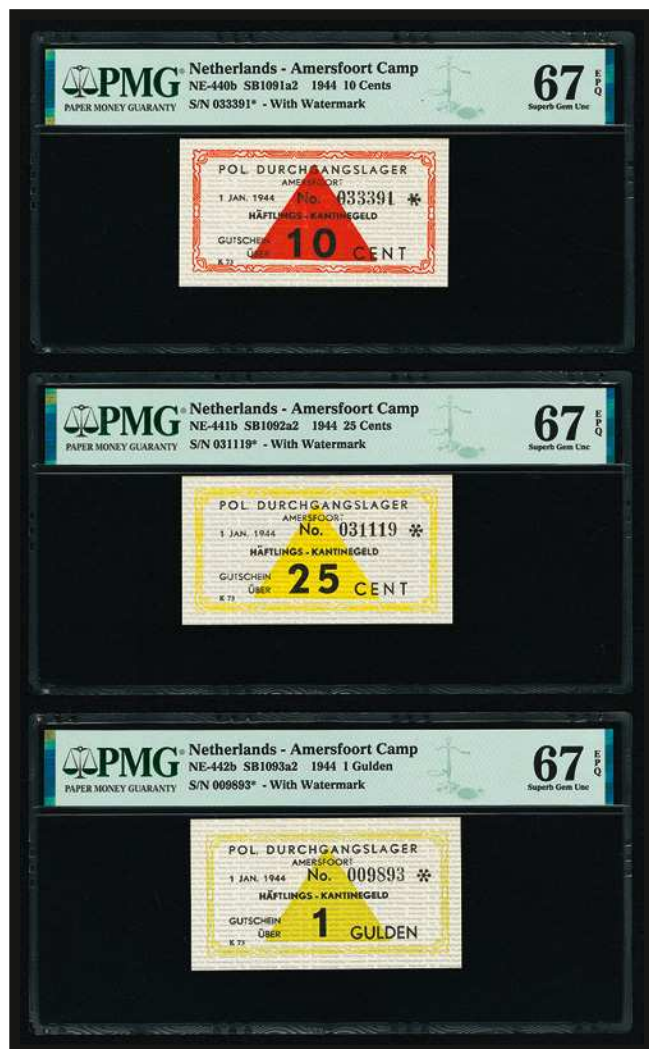 PMG
PAPER MONEY GUARANTY
Netherlands - Amersfoort Camp
NE-440b SB1091a2 1944 10 Cents
S/N 033391* - With Watermark
67 EPQ
Superb Gem Unc
POL. DURCHGANGSLAGER
AMERSFOORT
1 JAN. 1944 No. 033391 *
HÄFTLINGS - KANTINEGELD
GUTSCHEIN
ÜBER 10 CENT
K 73
PMG
PAPER MONEY GUARANTY
Netherlands - Amersfoort Camp
NE-441b SB1092a2 1944 25 Cents
S/N 031119* - With Watermark
67 EPQ
Superb Gem Unc
POL. DURCHGANGSLAGER
AMERSFOORT
1 JAN. 1944 No. 031119 *
HÄFTLINGS - KANTINEGELD
GUTSCHEIN
ÜBER 25 CENT
K 73
PMG
PAPER MONEY GUARANTY
Netherlands - Amersfoort Camp
NE-442b SB1093a2 1944 1 Gulden
S/N 009893* - With Watermark
67 EPQ
Superb Gem Unc
POL. DURCHGANGSLAGER
AMERSFOORT
1 JAN. 1944 No. 009893 *
HÄFTLINGS - KANTINEGELD
GUTSCHEIN
ÜBER 1 GULDEN
K 73